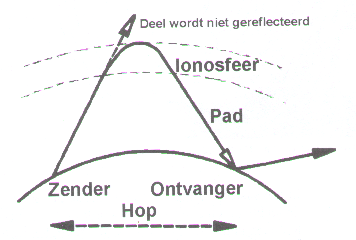 Deel wordt niet gereflecteerd
Ionosfeer
Pad
Zender Ontvanger
Hop